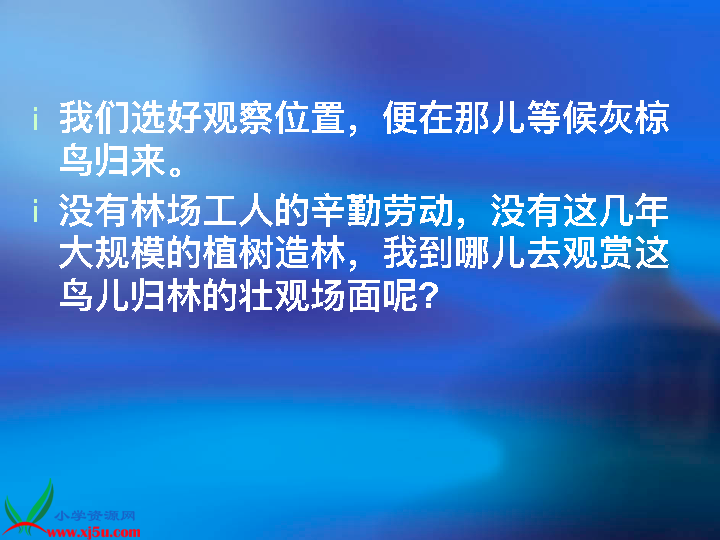 i 我们选好观察位置，便在那儿等候灰椋
鸟归来。
i 没有林场工人的辛勤劳动，没有这几年
大规模的植树造林，我到哪儿去观赏这
鸟儿归林的壮观场面呢?
小学资源网
www.xj5u.com